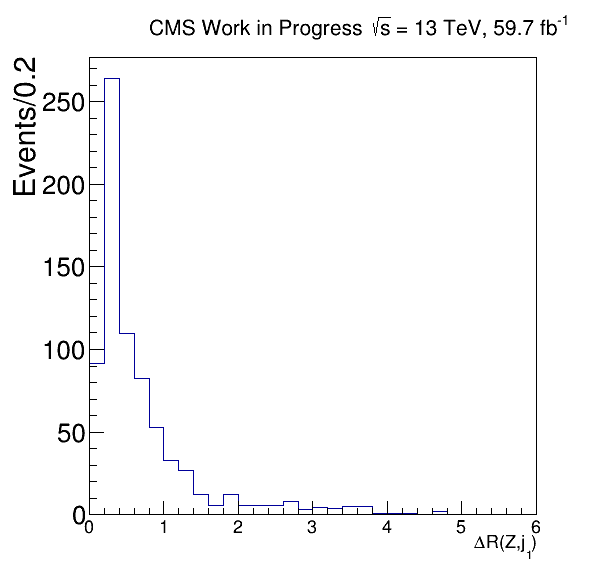 CMS Work in Progress √s = 13 TeV, 59.7 fb⁻¹
Events/0.2
250
200
150
100
50
0
0 1 2 3 4 5 6
ΔR(Z,j₁)